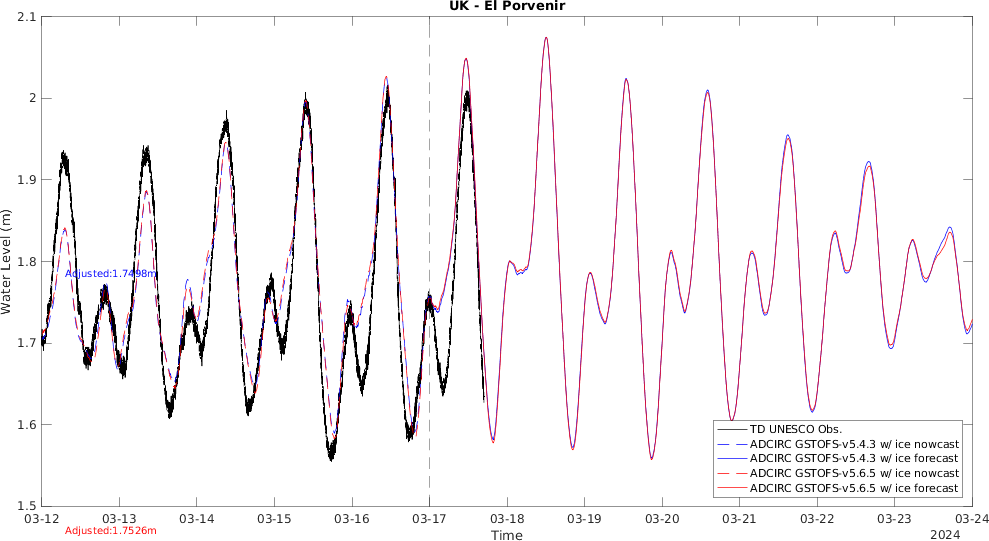 UK - El Porvenir
2.1
2
1.9
1.8
1.7
1.6
1.5
Water Level (m)
Adjusted:1.7498m
TD UNESCO Obs.
ADCIRC GSTOFS-v5.4.3 w/ ice nowcast
ADCIRC GSTOFS-v5.4.3 w/ ice forecast
ADCIRC GSTOFS-v5.6.5 w/ ice nowcast
ADCIRC GSTOFS-v5.6.5 w/ ice forecast
03-12 03-13 03-14 03-15 03-16 03-17 03-18 03-19 03-20 03-21 03-22 03-23 03-24
Adjusted:1.7526m
Time
2024